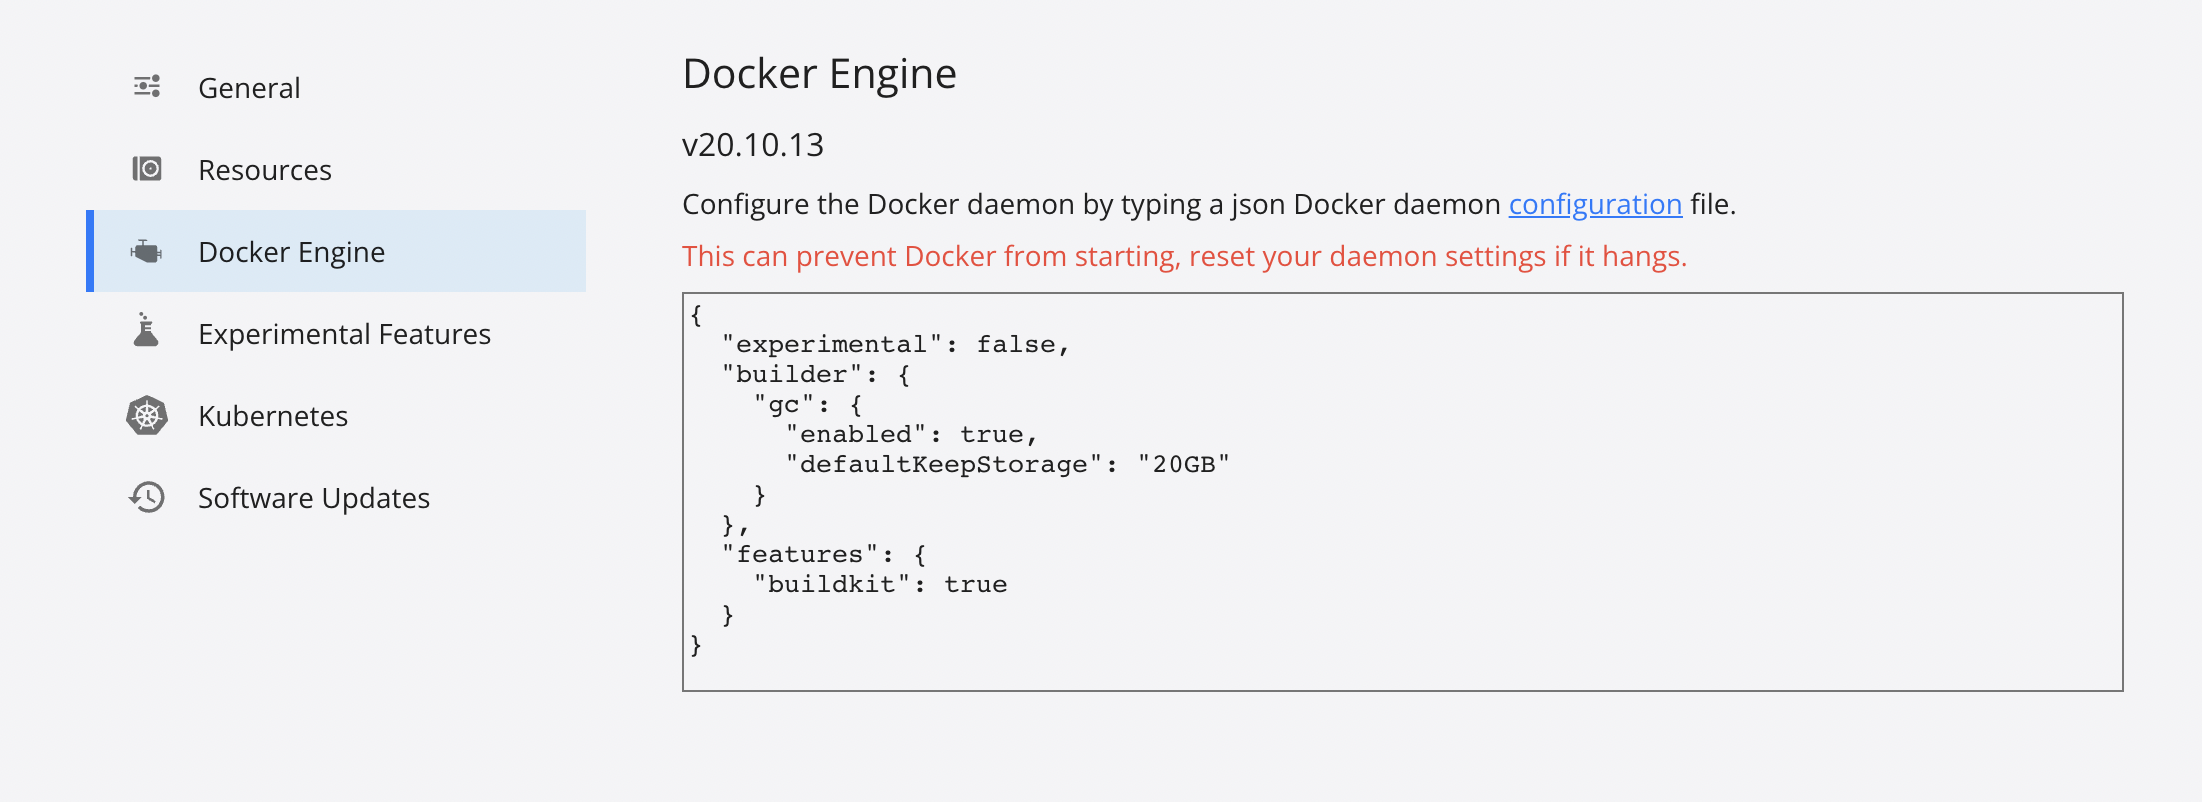 General
Resources
Docker Engine
Experimental Features
Kubernetes
Software Updates
Docker Engine
v20.10.13
Configure the Docker daemon by typing a json Docker daemon configuration file.
This can prevent Docker from starting, reset your daemon settings if it hangs.
{
  "experimental": false,
  "builder": {
    "gc": {
      "enabled": true,
      "defaultKeepStorage": "20GB"
    }
  },
  "features": {
    "buildkit": true
  }
}